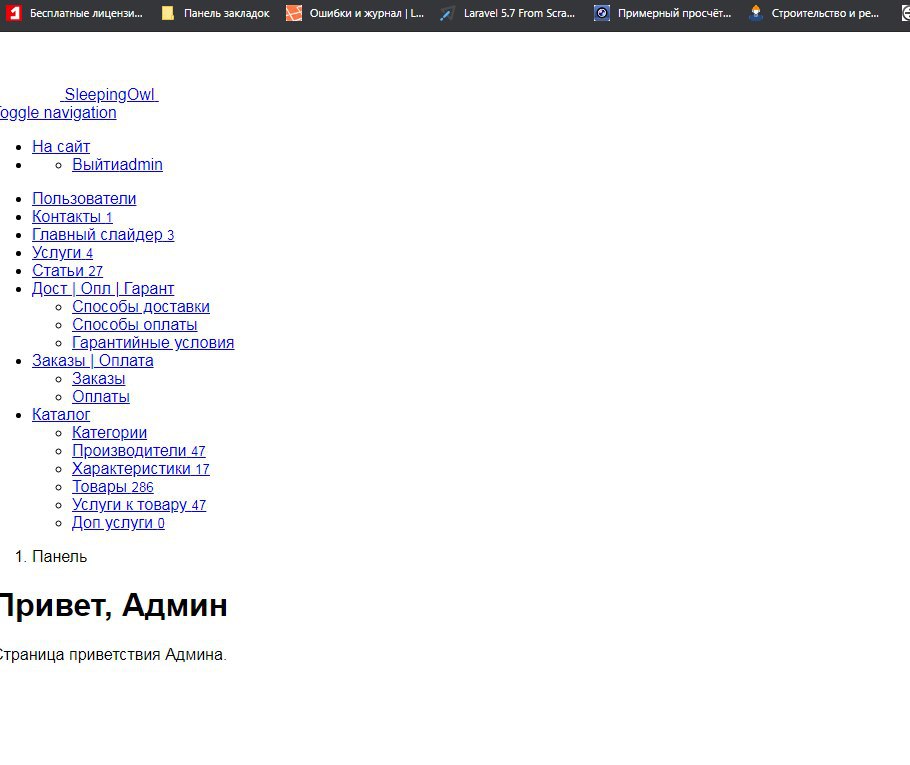 Бесплатные лицензи... Панель закладок Ошибки и журнал | L... Laravel 5.7 From Scra... Примерный просчёт... Строительство и ре...
SleepingOwl
oggle navigation
На сайт
Выйтиadmin
Пользователи
Контакты 1
Главный слайдер 3
Услуги 4
Статьи 27
Дост | Опл | Гарант
Способы доставки
Способы оплаты
Гарантийные условия
Заказы | Оплата
Заказы
Оплаты
Каталог
Категории
Производители 47
Характеристики 17
Товары 286
Услуги к товару 47
Доп услуги 0
1. Панель
Привет, Админ
Страница приветствия Админа.